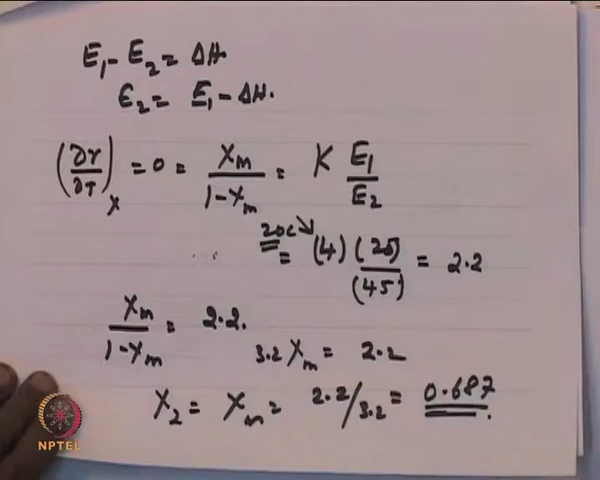 E₁ - E₂ = ΔH
E₂ = E₁ - ΔH.
(∂r/∂T)ₓ = 0 = Xₘ/(1-Xₘ) = K E₁/E₂
20C ↘
= (4) (25)/(45) = 2.2
Xₘ/(1-Xₘ) = 2.2.
3.2 Xₘ = 2.2
X₂ = Xₘ = 2.2/3.2 = 0.687.
NPTEL